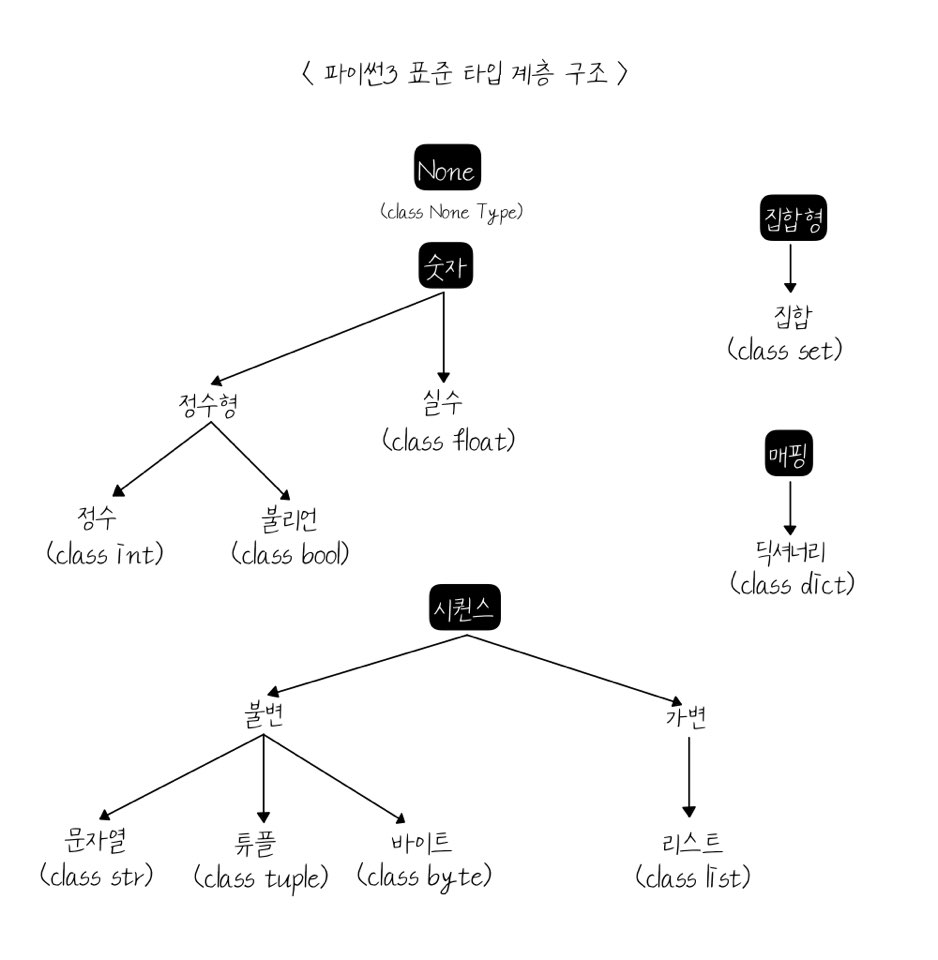 < 파이썬3 표준 타입 계층 구조 >
None
(class None Type)
숫자
정수형
실수
(class float)
정수
(class int)
불리언
(class bool)
집합형
집합
(class set)
매핑
딕셔너리
(class dict)
시퀀스
불변
가변
문자열
(class str)
튜플
(class tuple)
바이트
(class byte)
리스트
(class list)